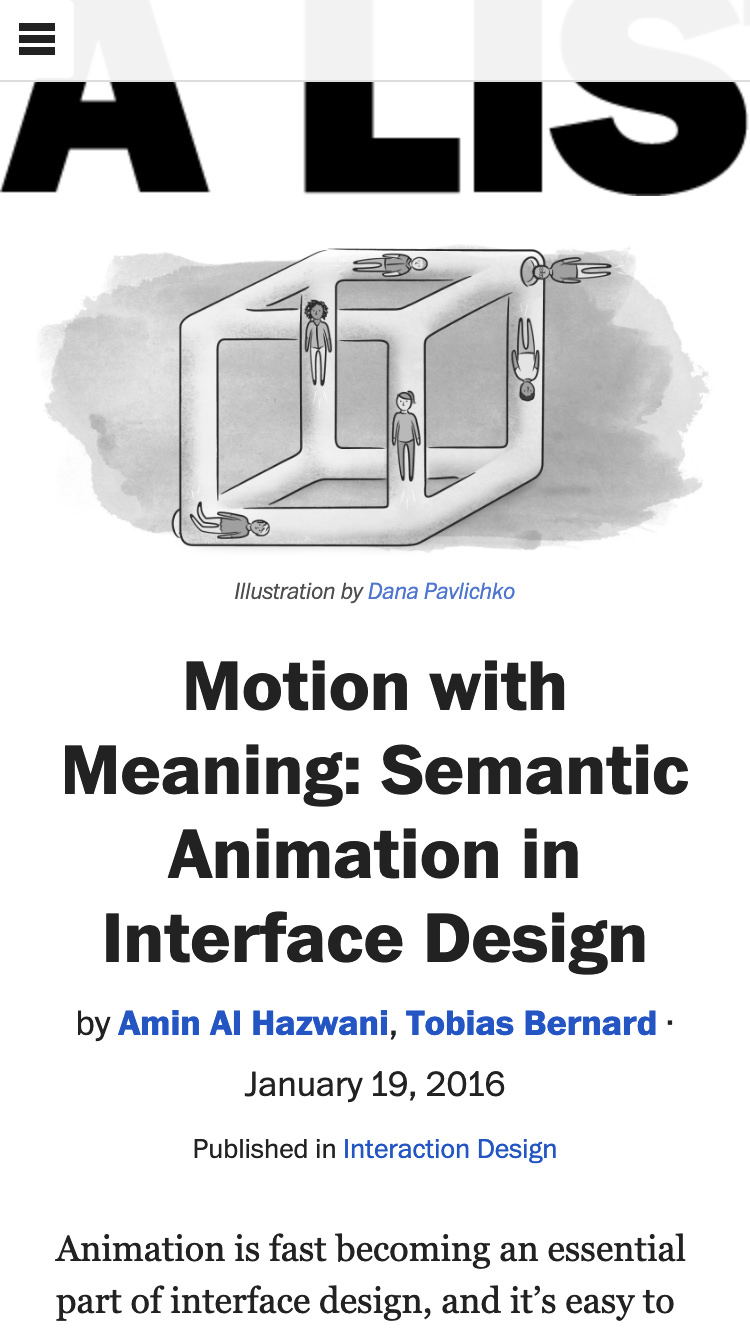 A LIS
Illustration by Dana Pavlichko
Motion with
Meaning: Semantic
Animation in
Interface Design
by Amin Al Hazwani, Tobias Bernard ·
January 19, 2016
Published in Interaction Design
Animation is fast becoming an essential
part of interface design, and it’s easy to